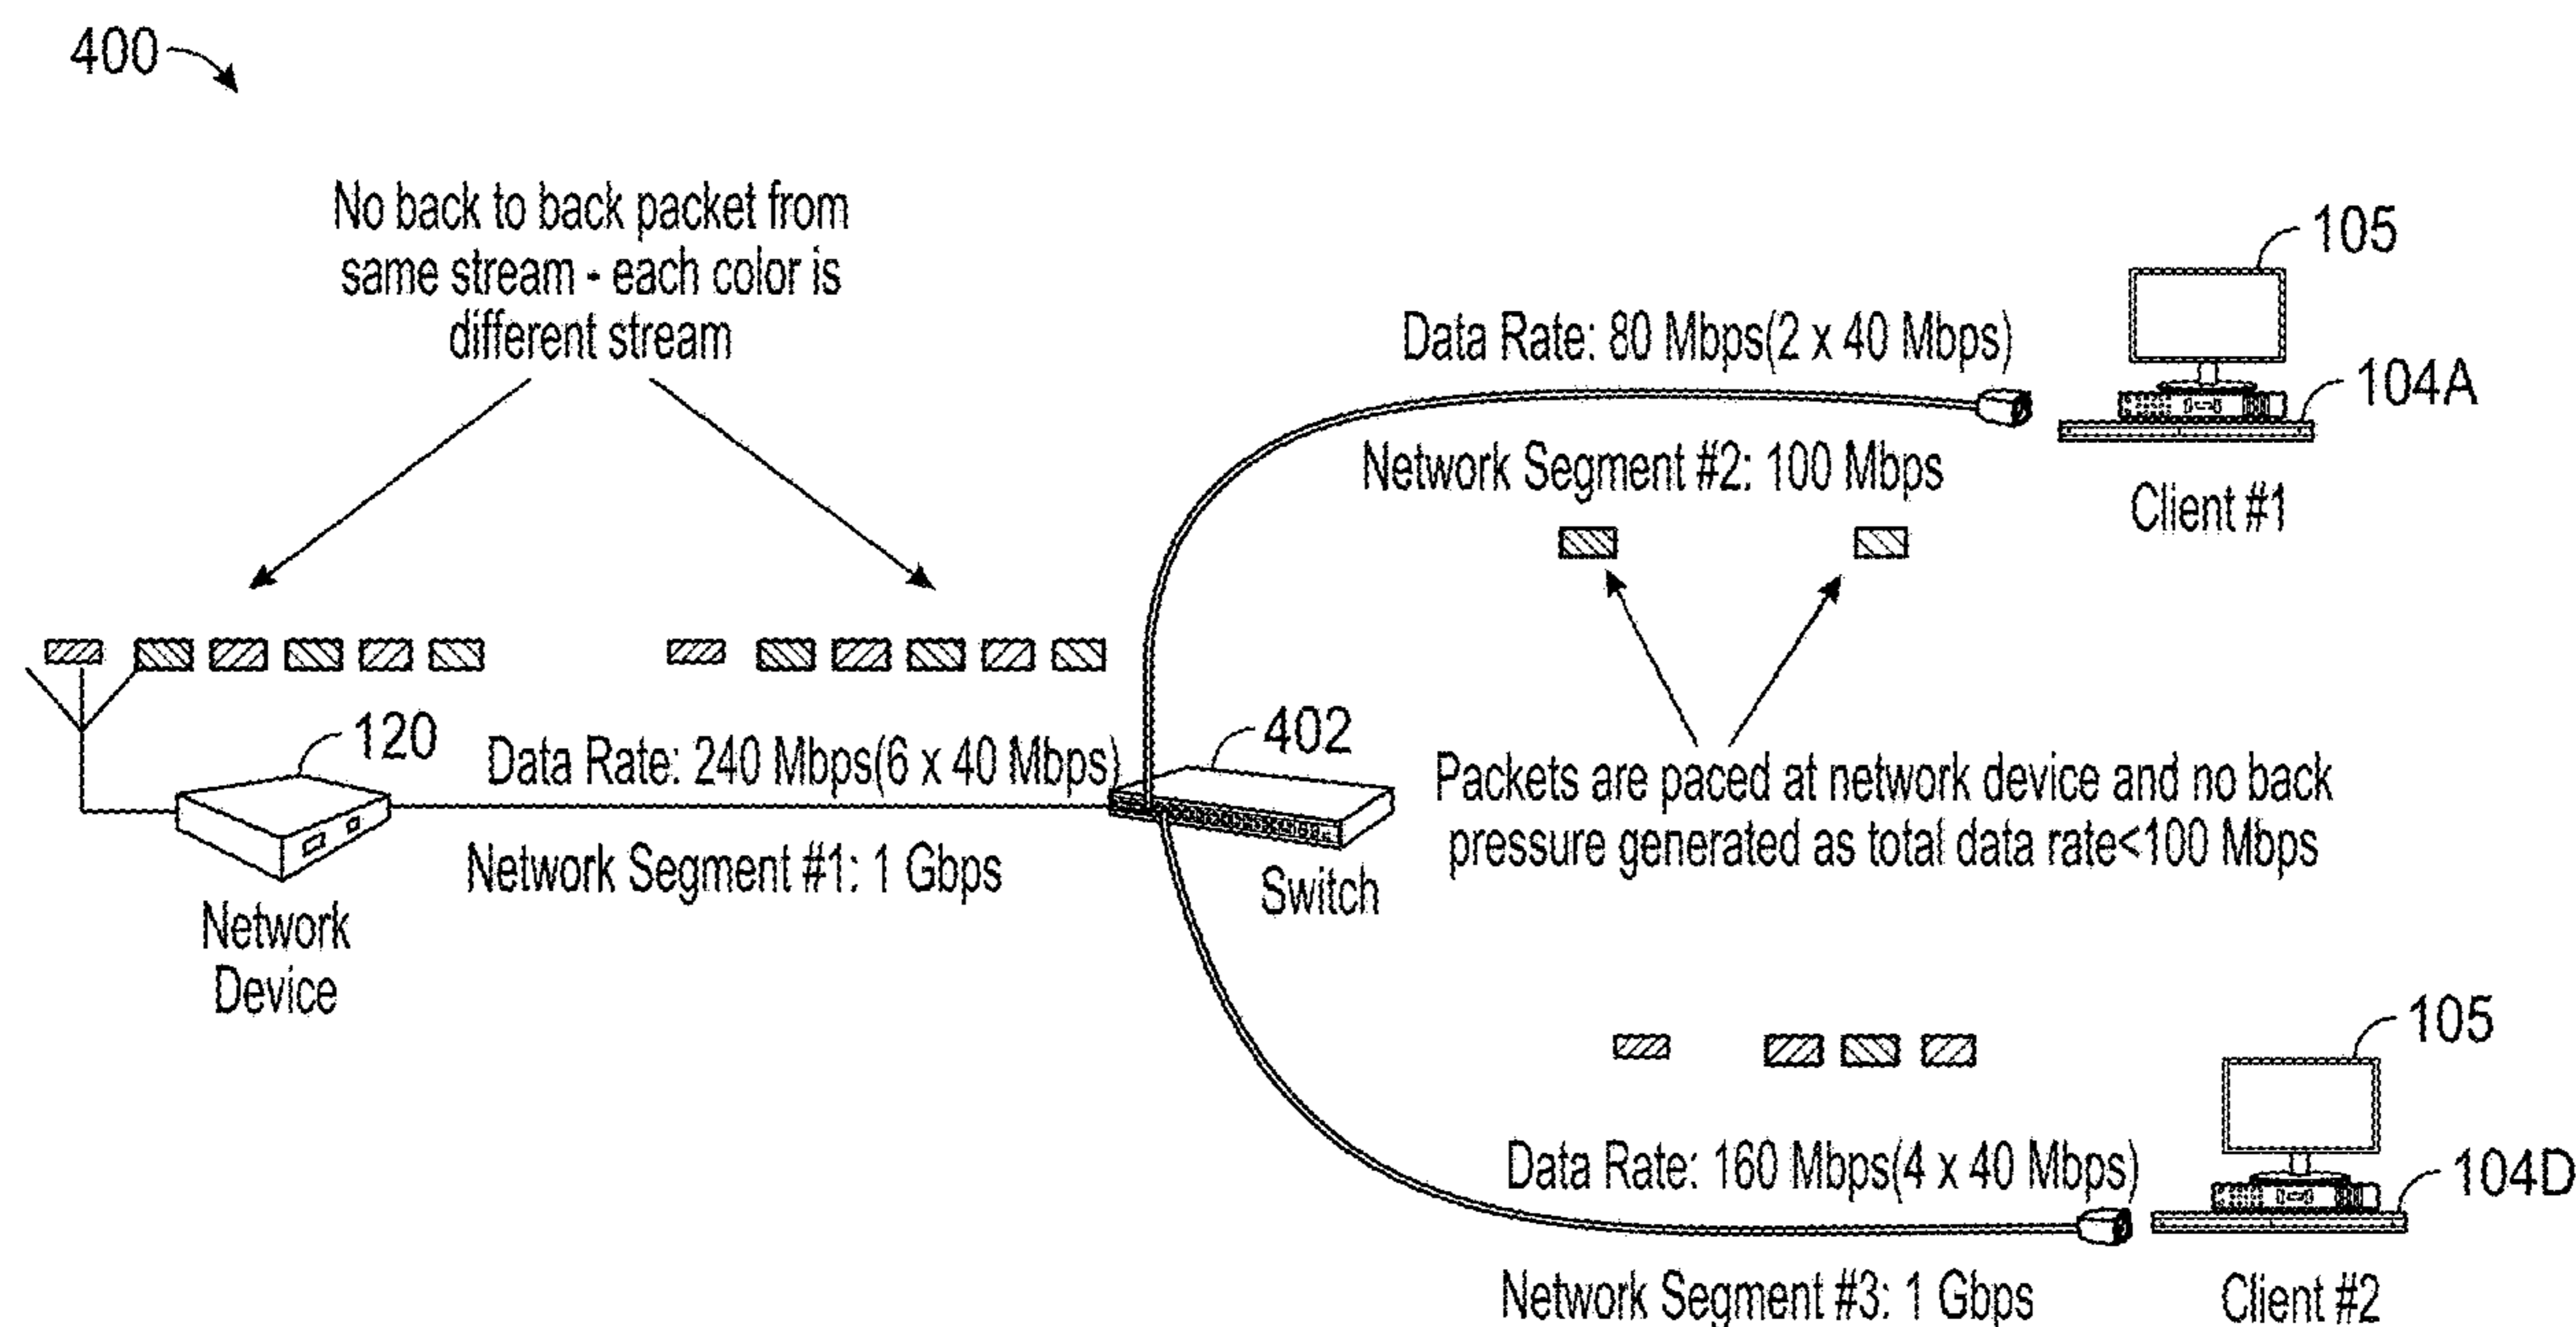 400
No back to back packet from
same stream - each color is
different stream
105
Data Rate: 80 Mbps(2 x 40 Mbps)
104A
Network Segment #2: 100 Mbps
Client #1
120
Data Rate: 240 Mbps(6 x 40 Mbps)
402
Packets are paced at network device and no back
pressure generated as total data rate<100 Mbps
Network Segment #1: 1 Gbps
Switch
Network
Device
105
Data Rate: 160 Mbps(4 x 40 Mbps)
104D
Network Segment #3: 1 Gbps
Client #2